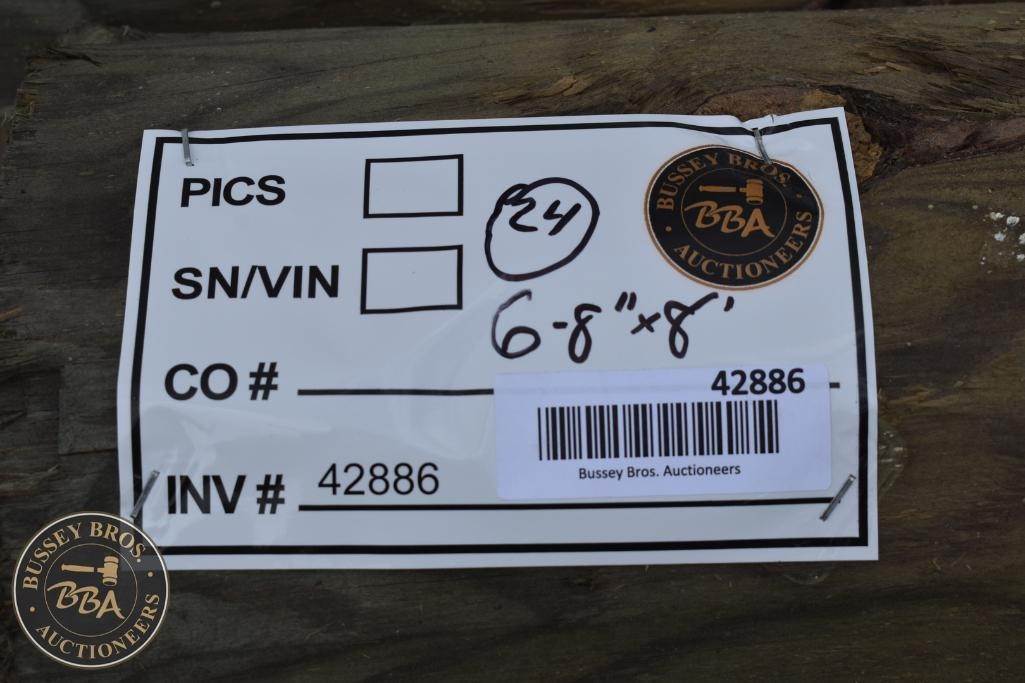 PICS
24
BUSSEY BROS.
BBA
AUCTIONEERS
SN/VIN
6-8"x8'
CO #
42886
Bussey Bros. Auctioneers
INV # 42886
BUSSEY BROS.
BBA
AUCTIONEERS